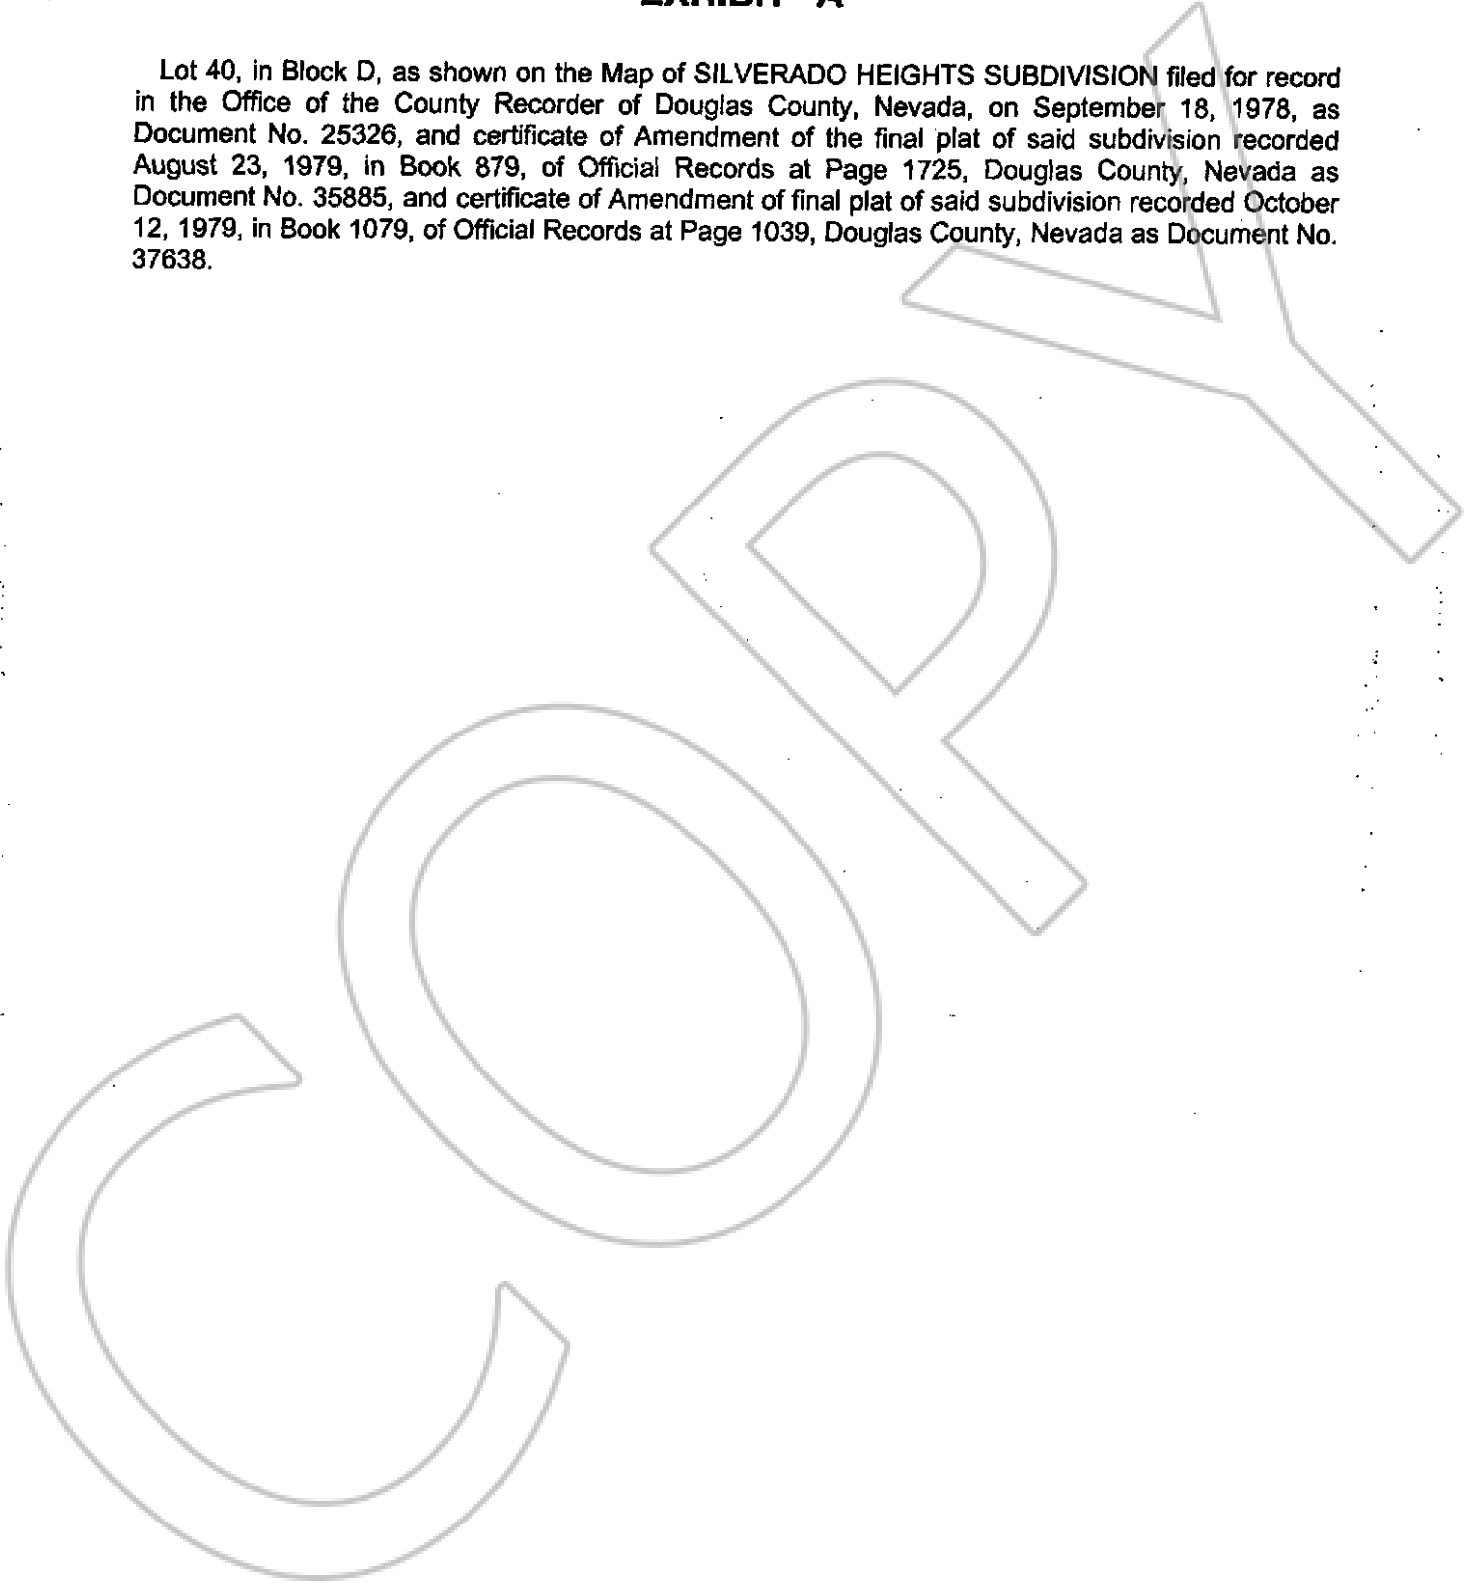 EXHIBIT "A"
Lot 40, in Block D, as shown on the Map of SILVERADO HEIGHTS SUBDIVISION filed for record
in the Office of the County Recorder of Douglas County, Nevada, on September 18, 1978, as
Document No. 25326, and certificate of Amendment of the final plat of said subdivision recorded
August 23, 1979, in Book 879, of Official Records at Page 1725, Douglas County, Nevada as
Document No. 35885, and certificate of Amendment of final plat of said subdivision recorded October
12, 1979, in Book 1079, of Official Records at Page 1039, Douglas County, Nevada as Document No.
37638.
COPY